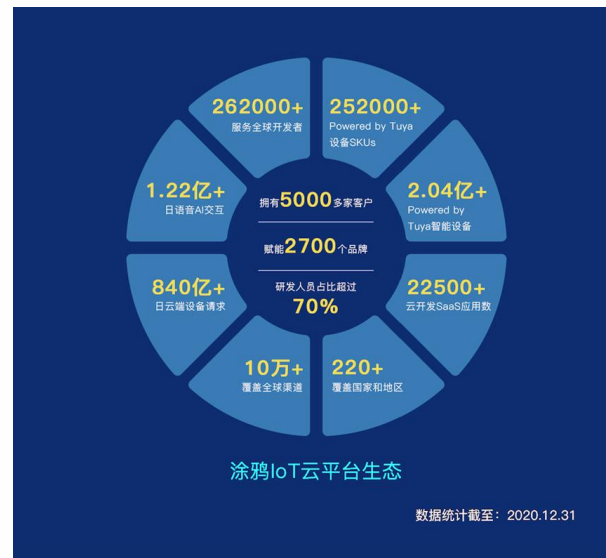 262000+
服务全球开发者
252000+
Powered by Tuya
设备SKUs
1.22亿+
日语音AI交互
2.04亿+
Powered by
Tuya智能设备
拥有5000多家客户
赋能2700个品牌
研发人员占比超过
70%
840亿+
日云端设备请求
22500+
云开发SaaS应用数
10万+
覆盖全球渠道
220+
覆盖国家和地区
涂鸦IoT云平台生态
数据统计截至：2020.12.31